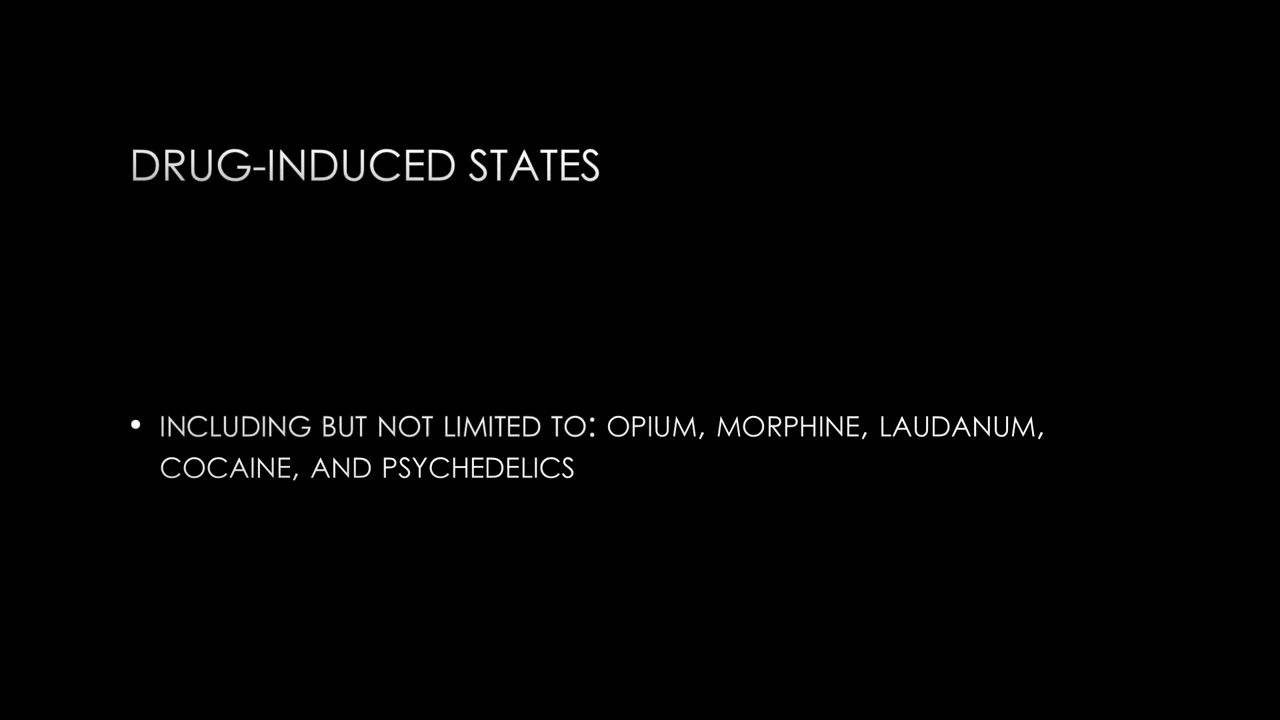 DRUG-INDUCED STATES
• INCLUDING BUT NOT LIMITED TO: OPIUM, MORPHINE, LAUDANUM,
COCAINE, AND PSYCHEDELICS